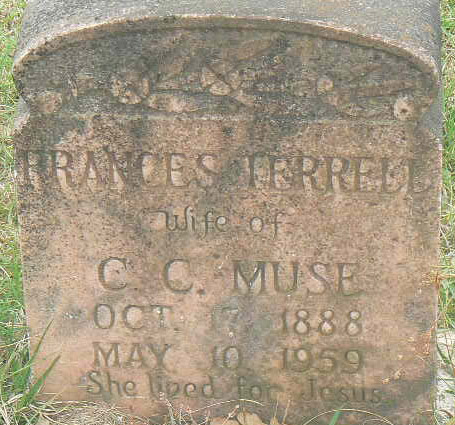 FRANCES TERRELL
Wife of
C. C. MUSE
OCT. 17, 1888
MAY 10, 1959
She lived for Jesus